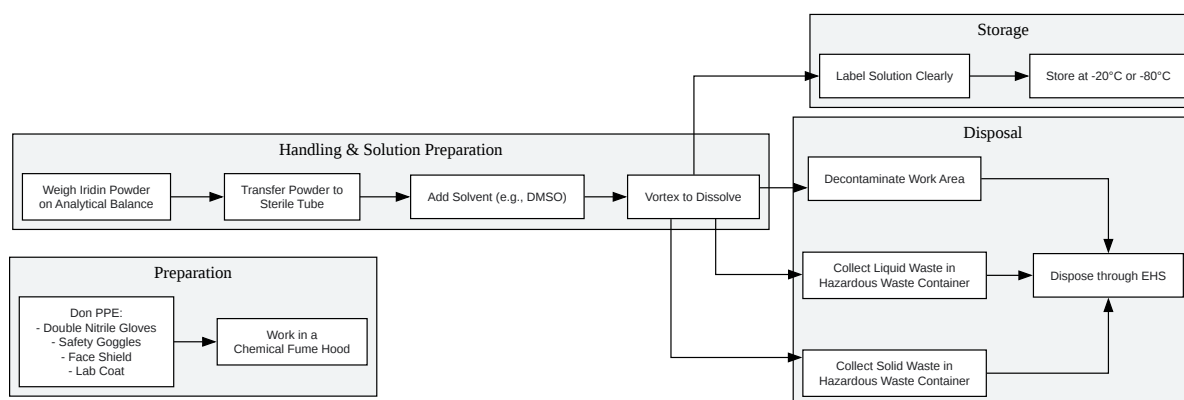 Storage
Label Solution Clearly
Store at -20°C or -80°C
Handling & Solution Preparation
Weigh Iridin Powder
on Analytical Balance
Transfer Powder to
Sterile Tube
Add Solvent (e.g., DMSO)
Vortex to Dissolve
Disposal
Decontaminate Work Area
Collect Liquid Waste in
Hazardous Waste Container
Dispose through EHS
Collect Solid Waste in
Hazardous Waste Container
Preparation
Don PPE:
- Double Nitrile Gloves
- Safety Goggles
- Face Shield
- Lab Coat
Work in a
Chemical Fume Hood